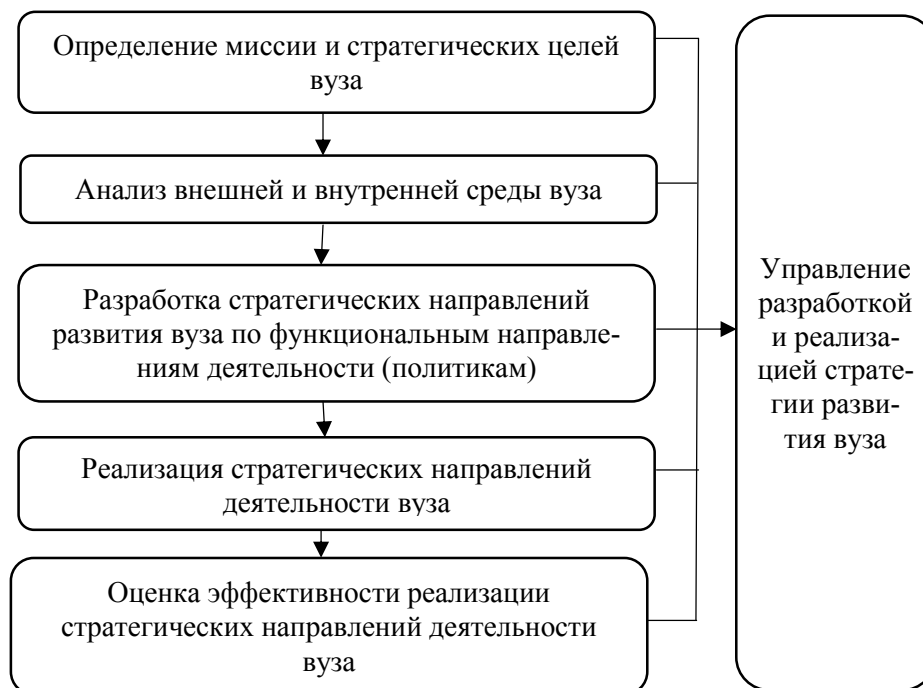 Определение миссии и стратегических целей
вуза
Анализ внешней и внутренней среды вуза
Разработка стратегических направлений
развития вуза по функциональным направле-
ниям деятельности (политикам)
Реализация стратегических направлений
деятельности вуза
Оценка эффективности реализации
стратегических направлений деятельности
вуза
Управление
разработкой
и реализа-
цией страте-
гии разви-
тия вуза